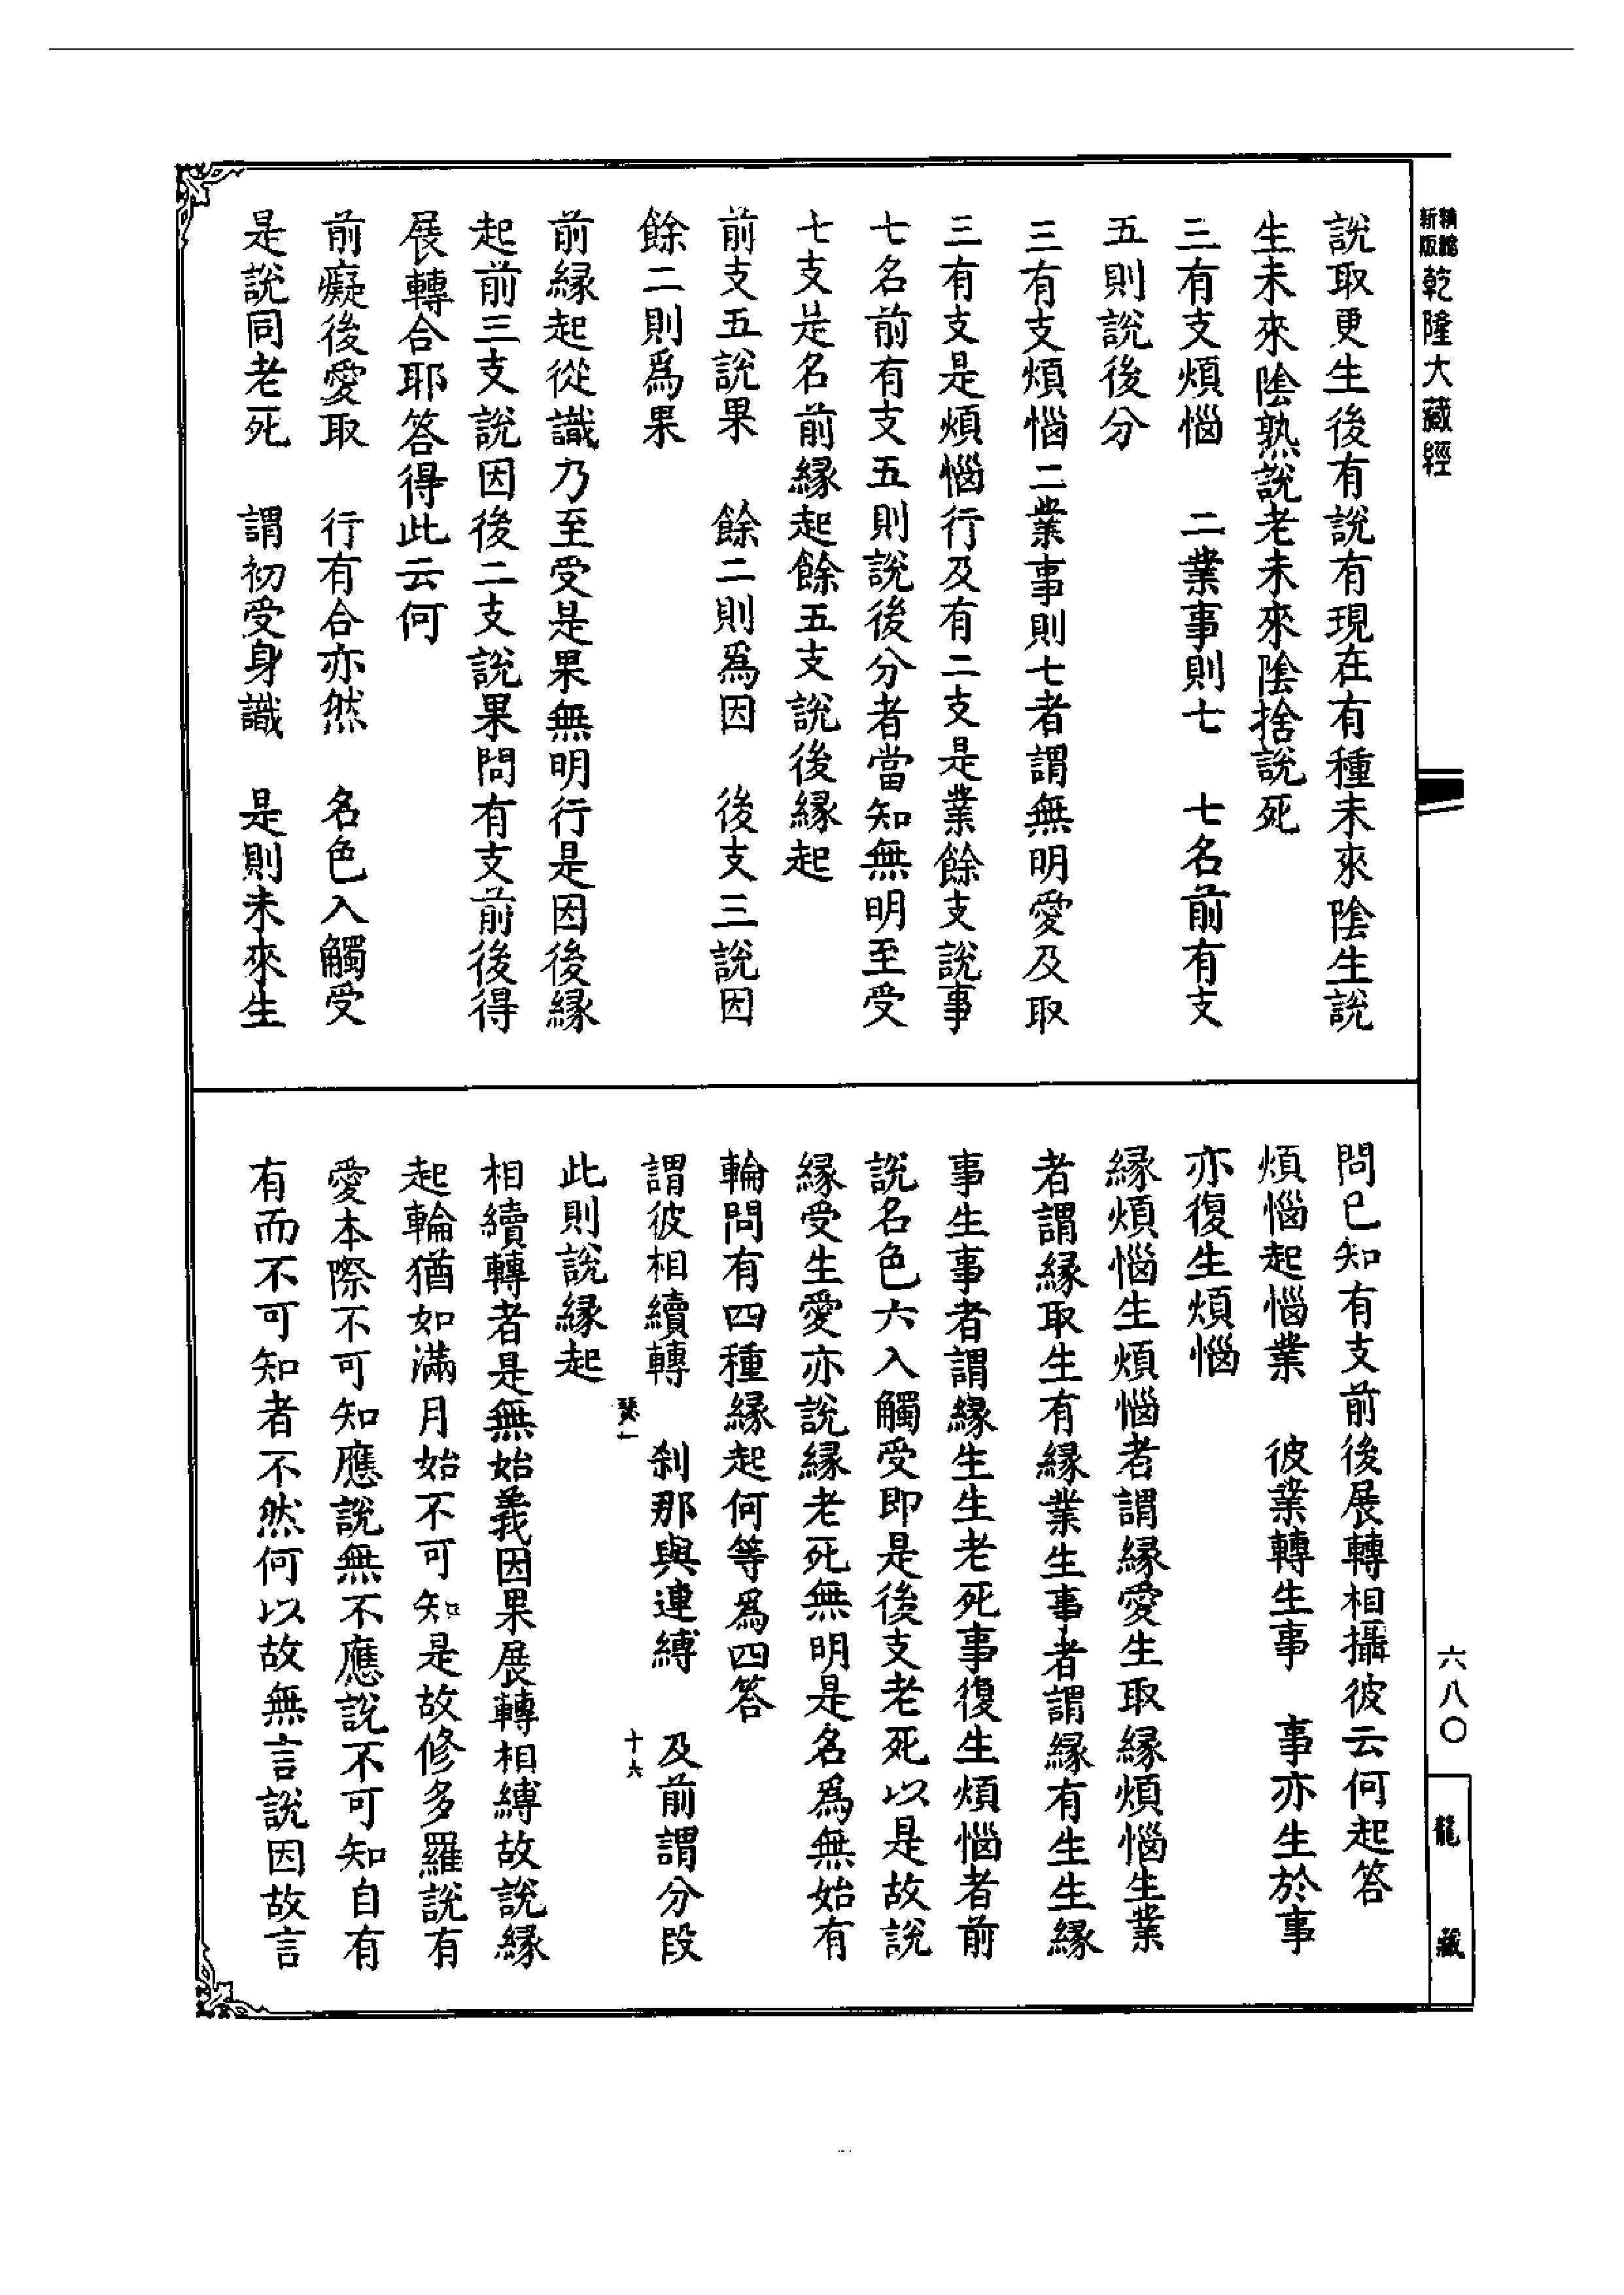 精縮新版乾隆大藏經
六八〇
龍藏
說取更生後有說有現在有種未來陰生說
生未來陰熟說老未來陰捨說死
三有支煩惱　二業事則七　七名前有支
五則說後分
三有支煩惱二業事則七者謂無明愛及取
三有支是煩惱行及有二支是業餘支說事
七名前有支五則說後分者當知無明至受
七支是名前緣起餘五支說後緣起
前支五說果　餘二則爲因　後支三說因
餘二則爲果
前緣起從識乃至受是果無明行是因後緣
起前三支說因後二支說果問有支前後得
展轉合耶答得此云何
前癡後愛取　行有合亦然　名色入觸受
是說同老死　謂初受身識　是則未來生
問已知有支前後展轉相攝彼云何起答
煩惱起惱業　彼業轉生事　事亦生於事
亦復生煩惱
緣煩惱生煩惱者謂緣愛生取緣煩惱生業
者謂緣取生有緣業生事者謂緣有生生緣
事生事者謂緣生生老死事復生煩惱者前
說名色六入觸受即是後支老死以是故說
緣受生愛亦說緣老死無明是名爲無始有
輪問有四種緣起何等爲四答
謂彼相續轉　剎那與連縛　及前謂分段
此則說緣起
十六
相續轉者是無始義因果展轉相縛故說緣
起輪猶如滿月始不可知是故修多羅說有
愛本際不可知應說無不應說不可知自有
有而不可知者不然何以故無言說因故言